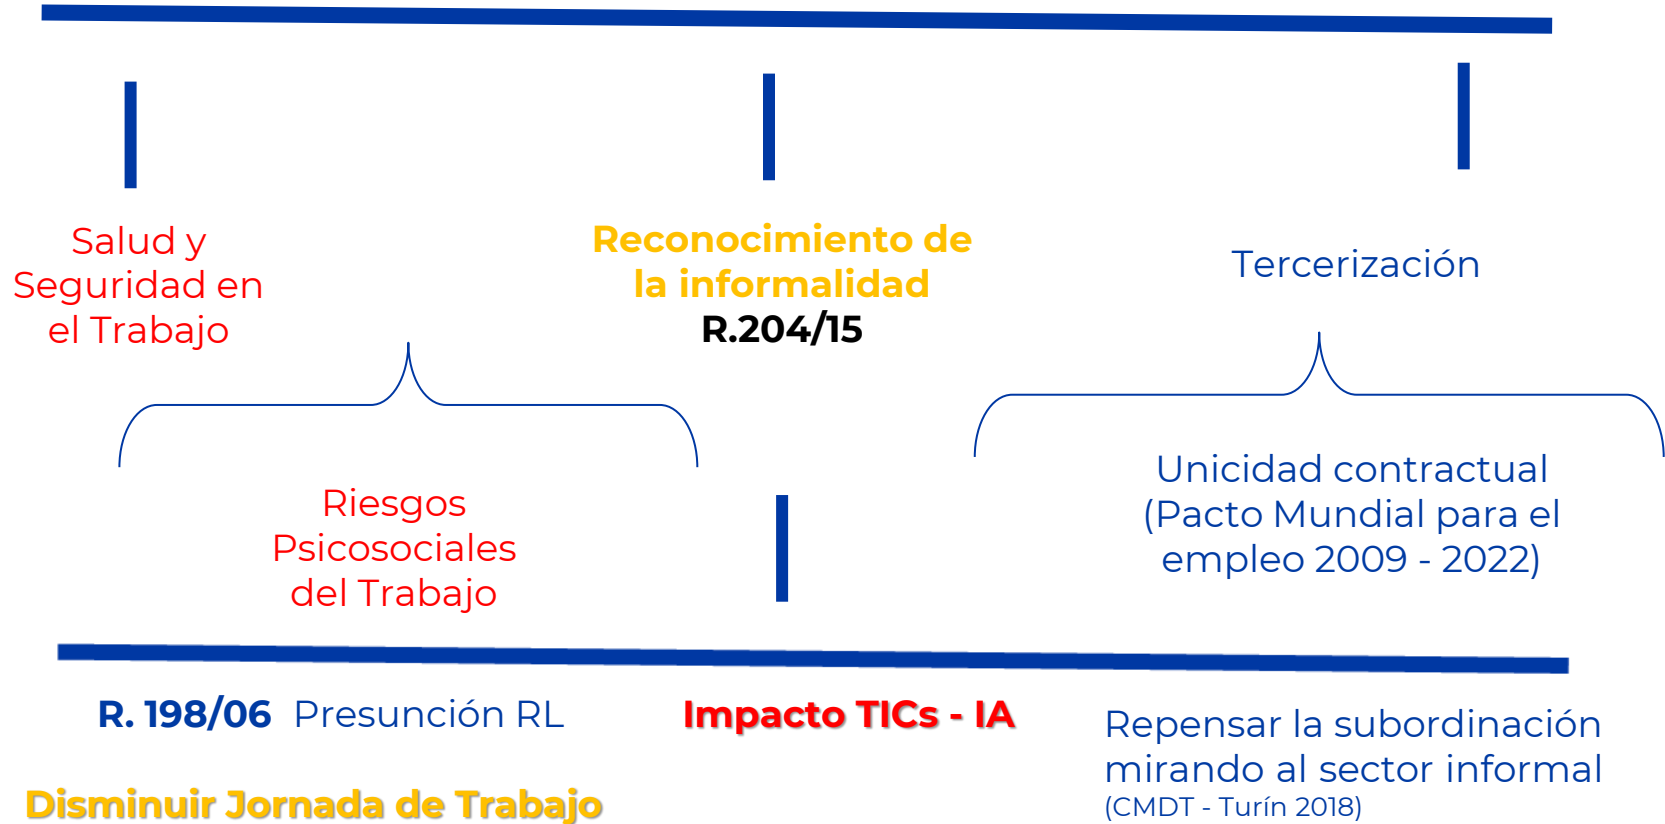 Salud y
Seguridad en
el Trabajo
Reconocimiento de
la informalidad
R.204/15
Tercerización
Riesgos
Psicosociales
del Trabajo
Unicidad contractual
(Pacto Mundial para el
empleo 2009 - 2022)
R. 198/06 Presunción RL
Disminuir Jornada de Trabajo
Impacto TICs - IA
Repensar la subordinación
mirando al sector informal
(CMDT - Turín 2018)